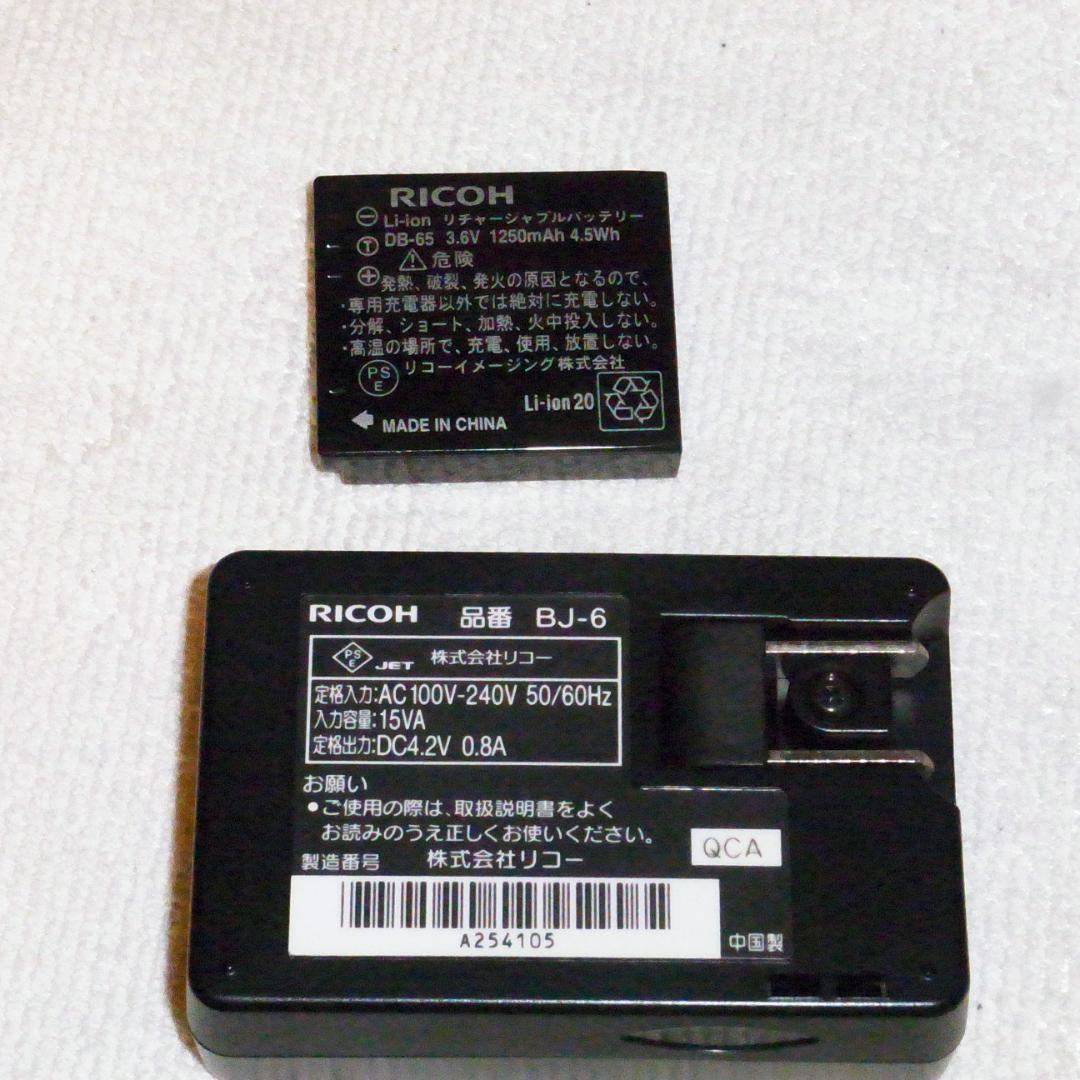 RICOH
⊖ Li-ion リチャージャブルバッテリー
Ⓣ DB-65 3.6V 1250mAh 4.5Wh
⚠ 危険
⊕ 発熱、破裂、発火の原因となるので、
・専用充電器以外では絶対に充電しない。
・分解、ショート、加熱、火中投入しない。
・高温の場所で、充電、使用、放置しない。
PS E リコーイメージング株式会社
Li-ion 20
MADE IN CHINA
RICOH 品番 BJ-6
PS E JET 株式会社リコー
定格入力:AC100V-240V 50/60Hz
入力容量:15VA
定格出力:DC4.2V 0.8A
お願い
●ご使用の際は、取扱説明書をよく
お読みのうえ正しくお使いください。
製造番号 株式会社リコー
QCA
A254105
中国製